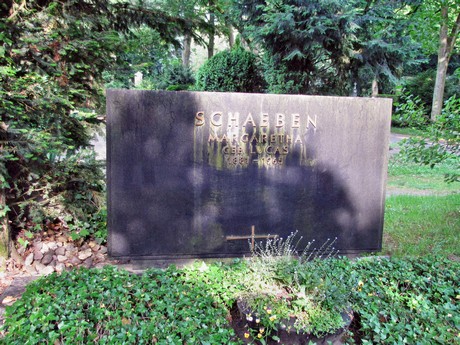 SCHAEBEN
MARGARETHA
GEB. LUCAS